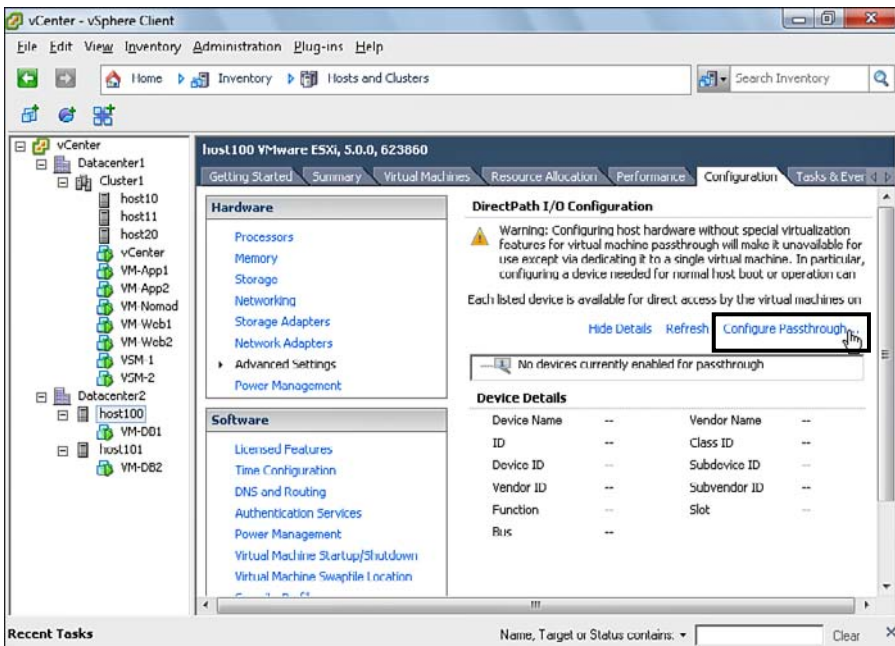 vCenter - vSphere Client
File Edit View Inventory Administration Plug-ins Help
Home Inventory Hosts and Clusters Search Inventory
vCenter
Datacenter1
Cluster1
host10
host11
host20
vCenter
VM-App1
VM-App2
VM-Nomad
VM-Web1
VM-Web2
VSM-1
VSM-2
Datacenter2
host100
VM-DB1
host101
VM-DB2
host100 VMware ESXi, 5.0.0, 623860
Getting Started Summary Virtual Machines Resource Allocation Performance Configuration Tasks & Even
Hardware
Processors
Memory
Storage
Networking
Storage Adapters
Network Adapters
Advanced Settings
Power Management
Software
Licensed Features
Time Configuration
DNS and Routing
Authentication Services
Power Management
Virtual Machine Startup/Shutdown
Virtual Machine Swapfile Location
DirectPath I/O Configuration
Warning: Configuring host hardware without special virtualization
features for virtual machine passthrough will make it unavailable for
use except via dedicating it to a single virtual machine. In particular,
configuring a device needed for normal host boot or operation can
Each listed device is available for direct access by the virtual machines on
Hide Details Refresh Configure Passthrough...
No devices currently enabled for passthrough
Device Details
Device Name -- Vendor Name --
ID -- Class ID --
Device ID -- Subdevice ID --
Vendor ID -- Subvendor ID --
Function -- Slot --
Bus --
Recent Tasks Name, Target or Status contains: Clear